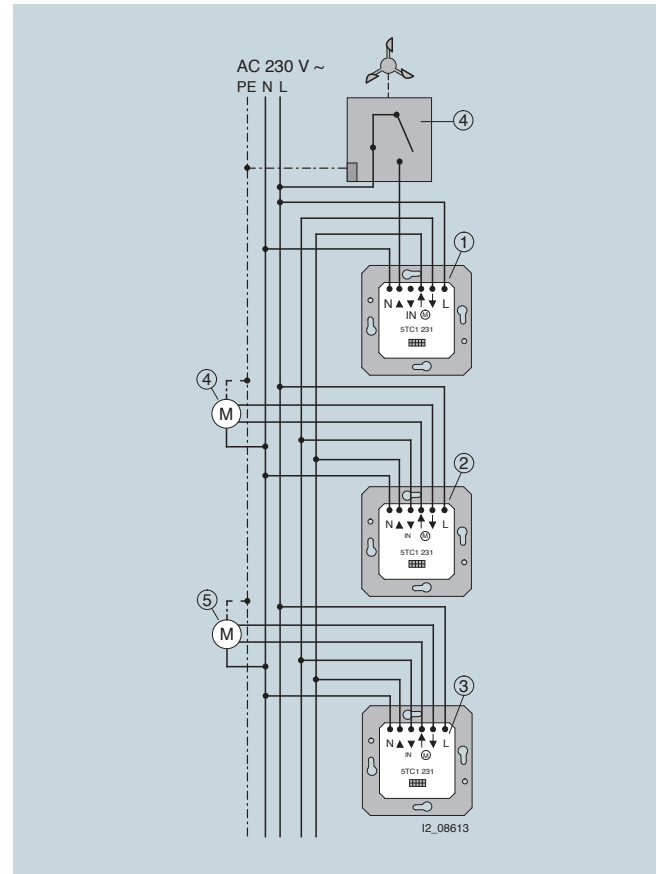 AC 230 V ~
PE N L
④
①
N ▲ ▼ ↑ ↓ L
IN Ⓜ
5TC1 231
④
M
②
N ▲ ▼ ↑ ↓ L
IN Ⓜ
5TC1 231
⑤
M
③
N ▲ ▼ ↑ ↓ L
IN Ⓜ
5TC1 231
I2_08613